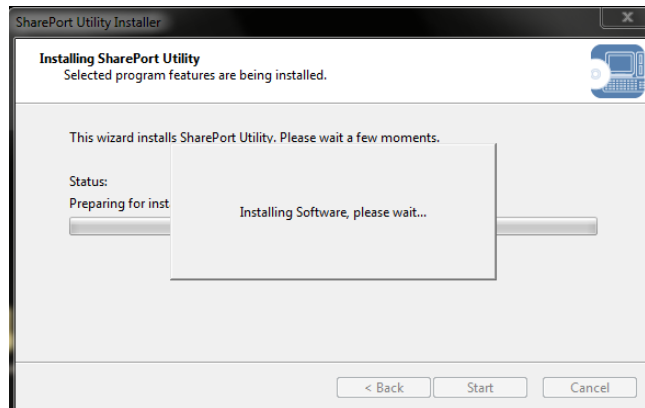 SharePort Utility Installer
Installing SharePort Utility
Selected program features are being installed.
This wizard installs SharePort Utility. Please wait a few moments.
Status:
Preparing for inst
Installing Software, please wait...
< Back
Start
Cancel